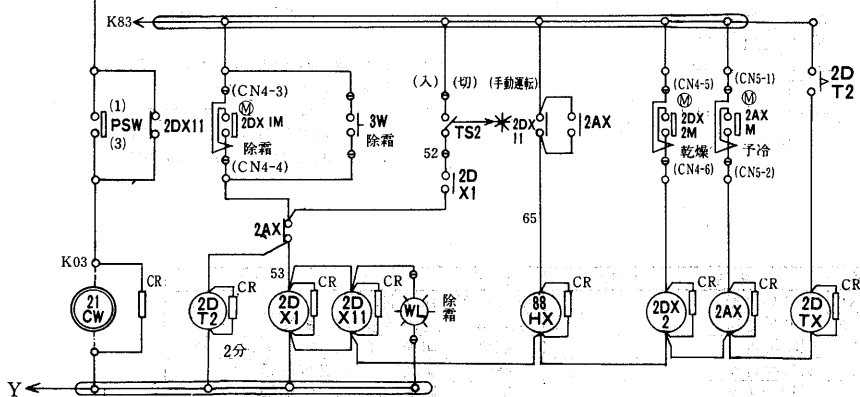 K83
(CN4-3)
(入)
(切)
(手動運転)
(CN4-5)
(CN5-1)
2D
T2
(1)
PSW
(3)
2DX11
M
2DX1M
除霜
(CN4-4)
3W
除霜
TS2
52
2D
X1
2DX
11
2AX
M
2DX
2M
乾燥
(CN4-6)
M
2AX
M
予冷
(CN5-2)
2AX
65
K03
53
21
CW
CR
2D
T2
CR
2分
2D
X1
CR
2D
X11
CR
WL
除霜
88
HX
CR
2DX
2
CR
2AX
CR
2D
TX
CR
Y